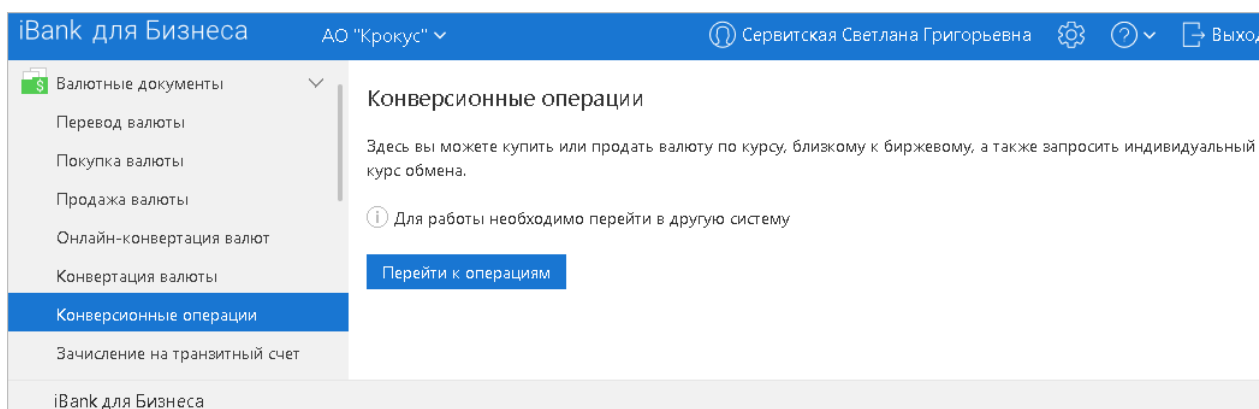 iBank для Бизнеса
АО "Крокус"
Сервитская Светлана Григорьевна
Выход
Валютные документы
Перевод валюты
Покупка валюты
Продажа валюты
Онлайн-конвертация валют
Конвертация валюты
Конверсионные операции
Зачисление на транзитный счет
Конверсионные операции
Здесь вы можете купить или продать валюту по курсу, близкому к биржевому, а также запросить индивидуальный
курс обмена.
Для работы необходимо перейти в другую систему
Перейти к операциям
iBank для Бизнеса